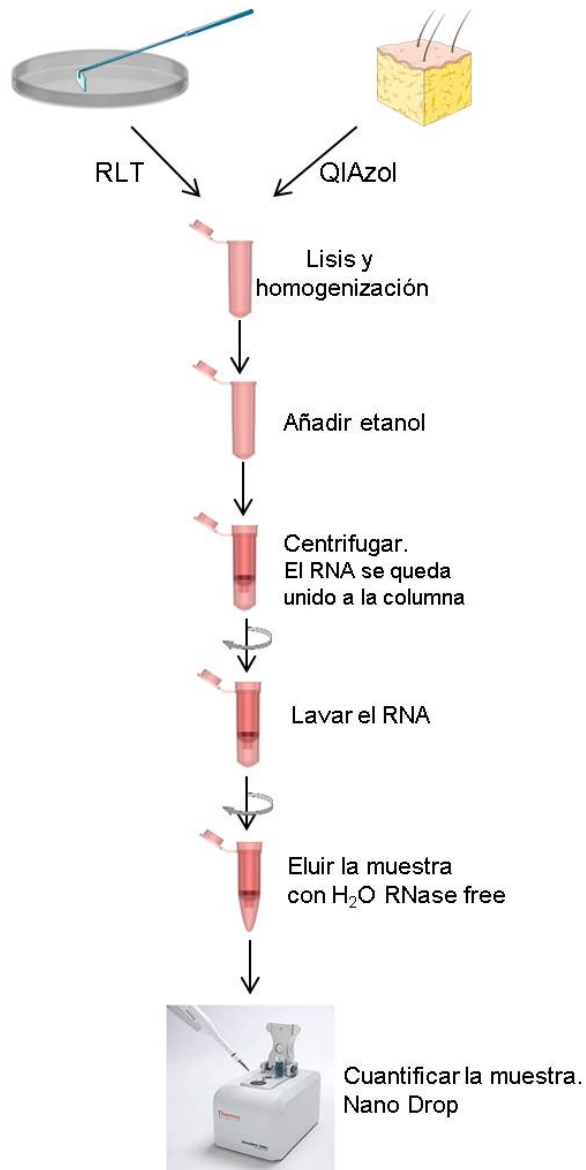 RLT
QIAzol
Lisis y
homogenización
Añadir etanol
Centrifugar.
El RNA se queda
unido a la columna
Lavar el RNA
Eluir la muestra
con H₂O RNase free
Cuantificar la muestra.
Nano Drop
Thermo